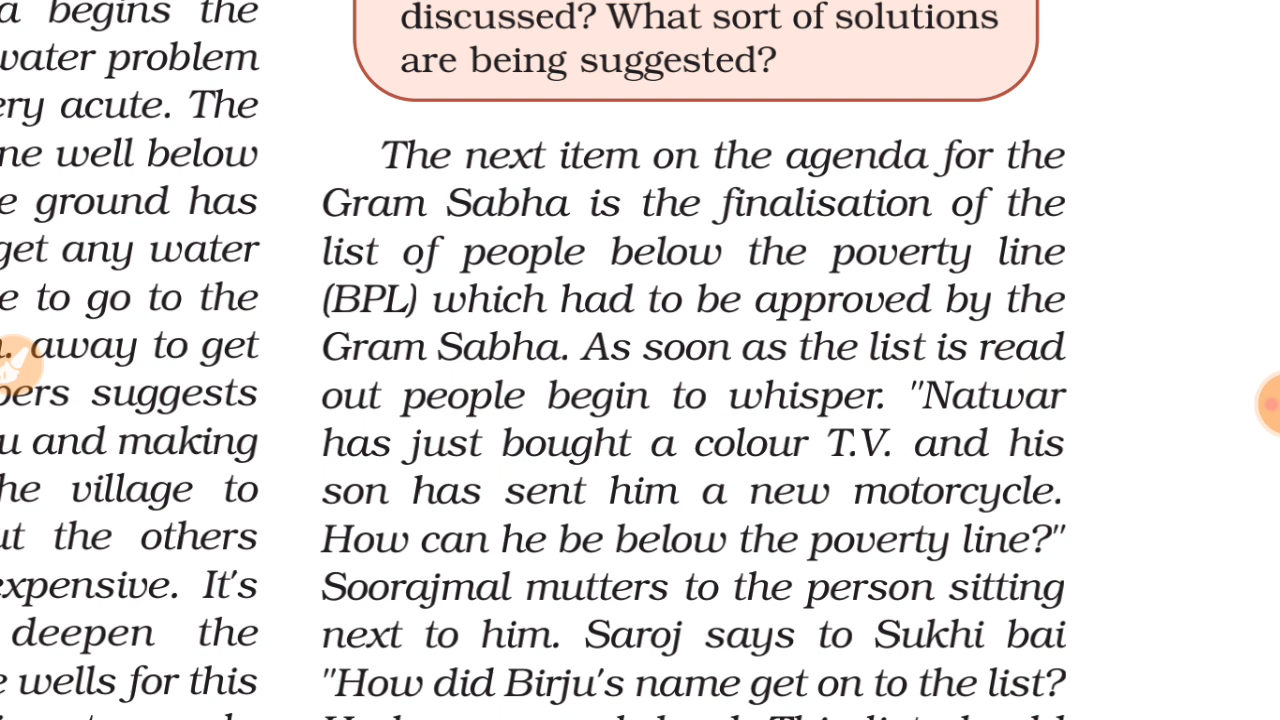 a begins the
water problem
ery acute. The
ne well below
e ground has
get any water
e to go to the
. away to get
bers suggests
u and making
he village to
ut the others
expensive. It's
deepen the
e wells for this
discussed? What sort of solutions
are being suggested?
The next item on the agenda for the
Gram Sabha is the finalisation of the
list of people below the poverty line
(BPL) which had to be approved by the
Gram Sabha. As soon as the list is read
out people begin to whisper. "Natwar
has just bought a colour T.V. and his
son has sent him a new motorcycle.
How can he be below the poverty line?"
Soorajmal mutters to the person sitting
next to him. Saroj says to Sukhi bai
"How did Birju's name get on to the list?